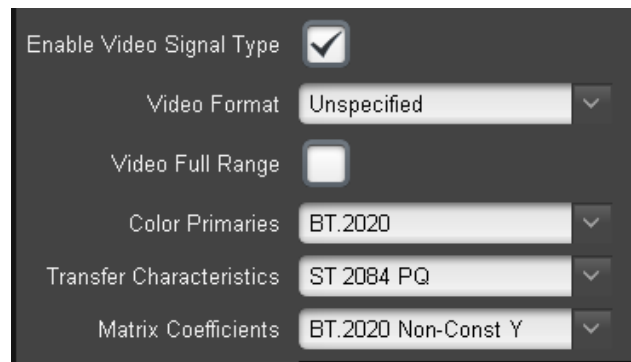 Enable Video Signal Type
Video Format Unspecified
Video Full Range
Color Primaries BT.2020
Transfer Characteristics ST 2084 PQ
Matrix Coefficients BT.2020 Non-Const Y